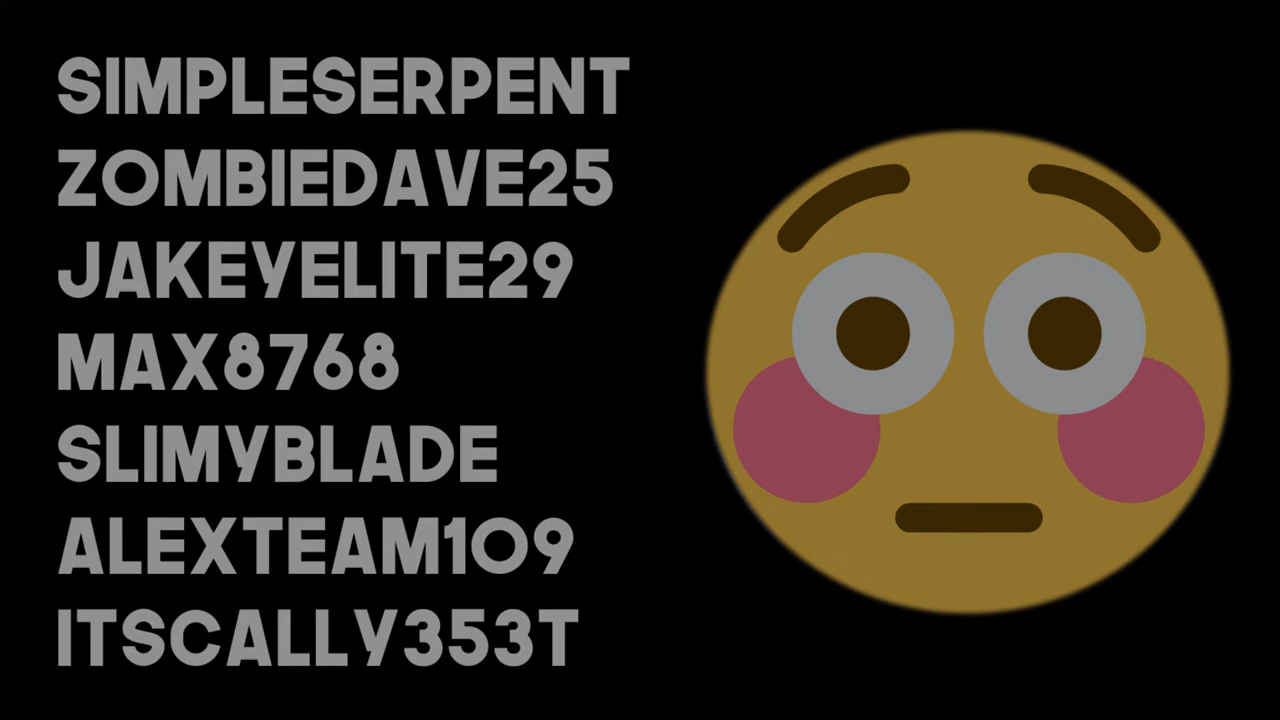 SIMPLESERPENT
ZOMBIEDAVE25
JAKEYELITE29
MAX8768
SLIMYBLADE
ALEXTEAM109
ITSCALLY353T